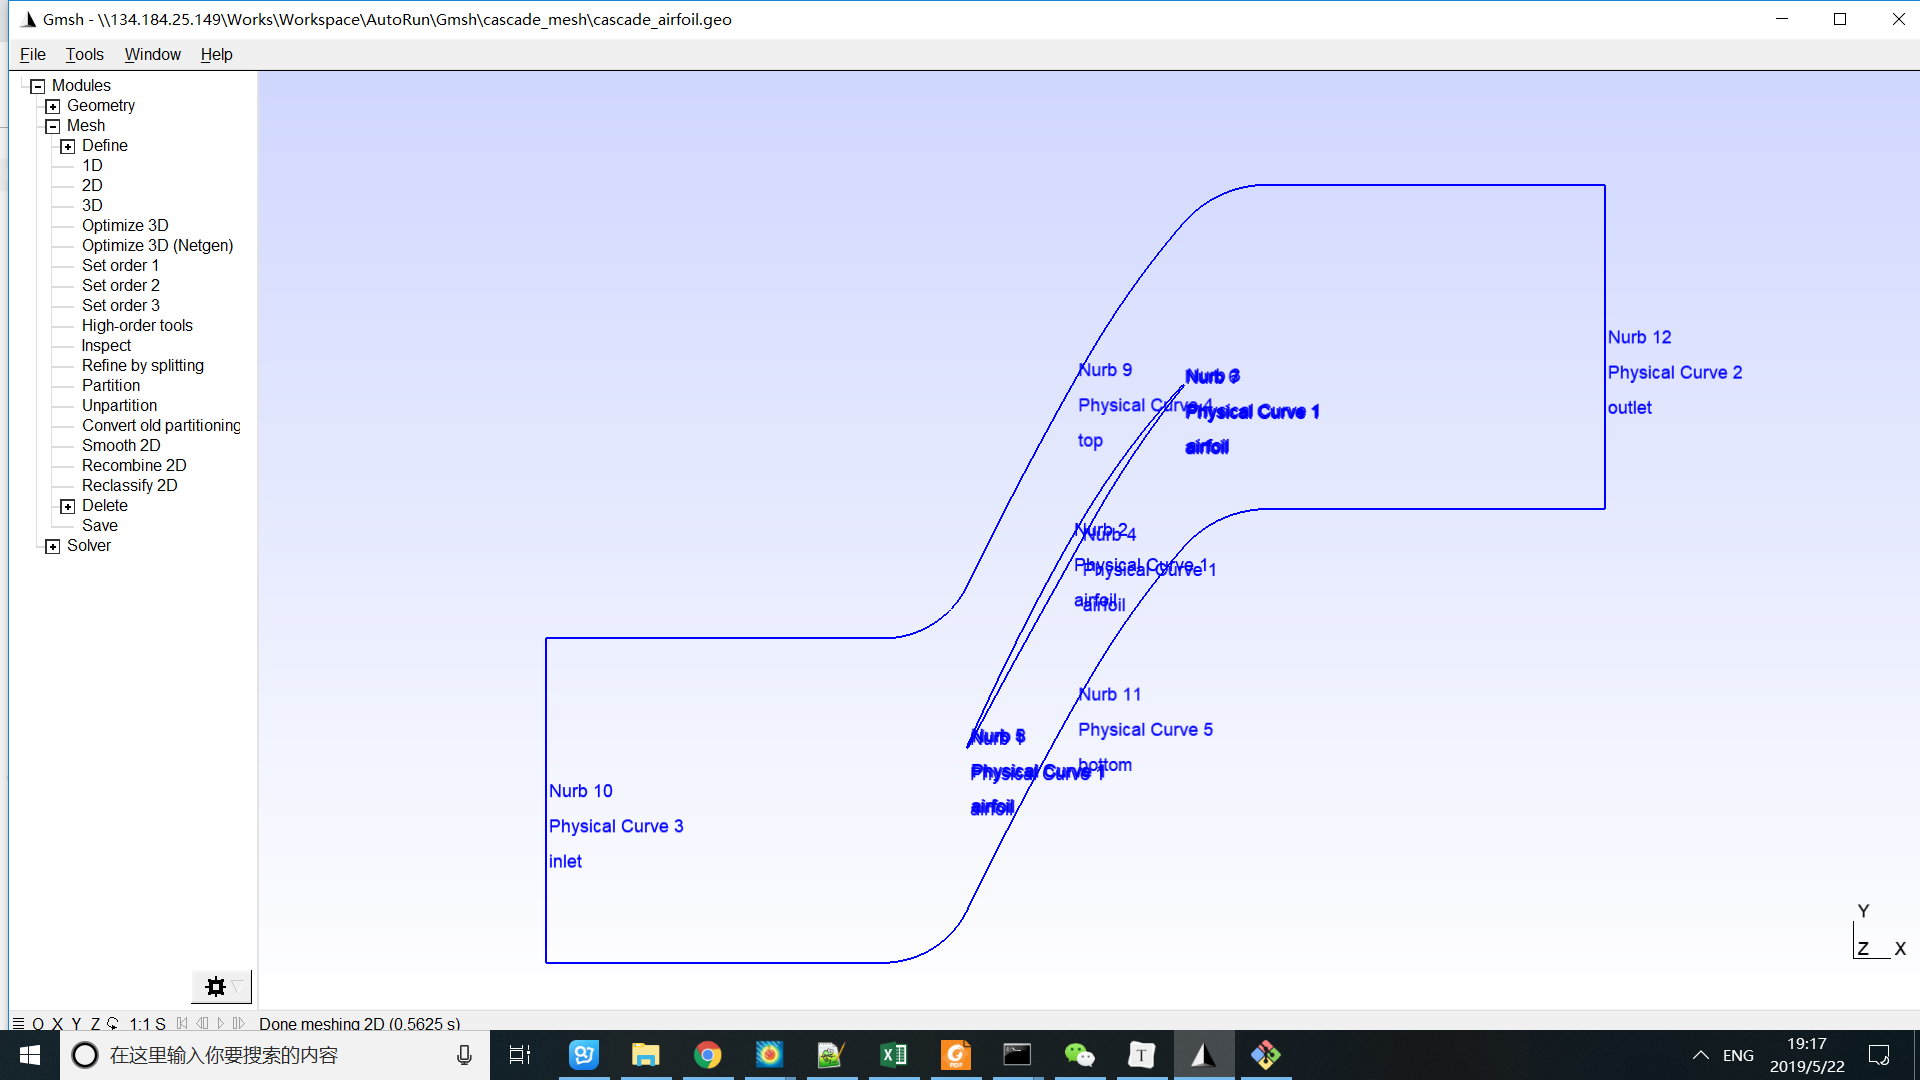 Gmsh - \\134.184.25.149\Works\Workspace\AutoRun\Gmsh\cascade_mesh\cascade_airfoil.geo
File Tools Window Help
Modules
Geometry
Mesh
Define
1D
2D
3D
Optimize 3D
Optimize 3D (Netgen)
Set order 1
Set order 2
Set order 3
High-order tools
Inspect
Refine by splitting
Partition
Unpartition
Convert old partitioning
Smooth 2D
Recombine 2D
Reclassify 2D
Delete
Save
Solver
Nurb 12
Physical Curve 2
outlet
Nurb 9
Physical Curve 4
top
Nurb
Physical Curve 1
airfoil
Nurb 2
Physical Curve 1
airfoil
Nurb 4
Physical Curve 1
airfoil
Nurb 11
Physical Curve 5
bottom
Nurb
Physical Curve 1
airfoil
Nurb 10
Physical Curve 3
inlet
Y
Z X
O X Y Z 1:1 S Done meshing 2D (0.5625 s)
在这里输入你要搜索的内容
ENG
19:17
2019/5/22